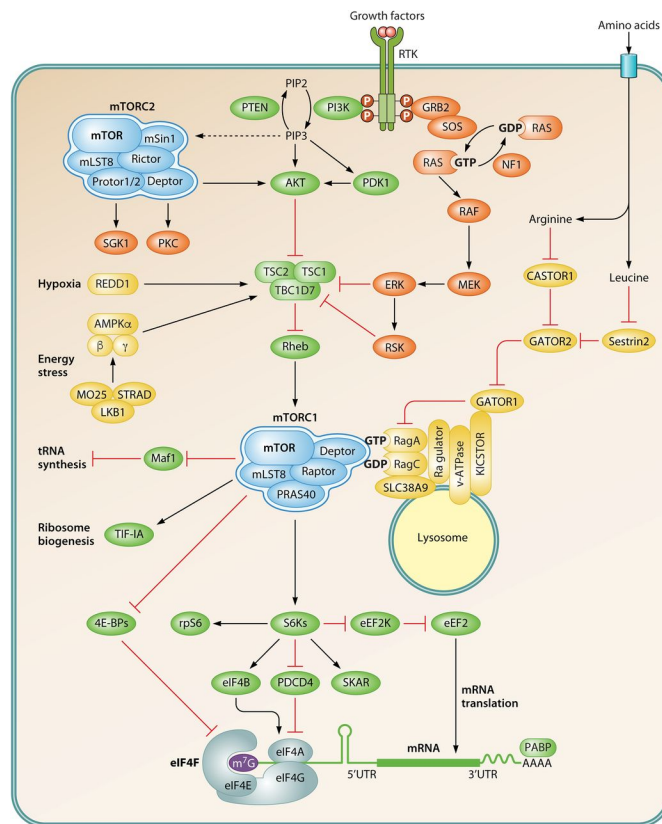 Growth factors
Amino acids
RTK
PIP2
PTEN
PI3K
P
P
P
P
GRB2
SOS
GDP
RAS
mTORC2
mTOR
mSin1
PIP3
RAS
GTP
NF1
mLST8
Rictor
Protor1/2
Deptor
AKT
PDK1
RAF
SGK1
PKC
Arginine
TSC2
TSC1
TBC1D7
ERK
MEK
CASTOR1
Leucine
Hypoxia
REDD1
AMPKα
β
γ
Energy
stress
Rheb
RSK
GATOR2
Sestrin2
MO25
STRAD
LKB1
GATOR1
mTORC1
mTOR
Deptor
GTP
RagA
Ra gulator
v-ATPase
KICSTOR
tRNA
synthesis
Maf1
mLST8
Raptor
GDP
RagC
PRAS40
SLC38A9
Ribosome
biogenesis
TIF-IA
Lysosome
4E-BPs
rpS6
S6Ks
eEF2K
eEF2
eIF4B
PDCD4
SKAR
mRNA
translation
eIF4F
m7G
eIF4A
mRNA
PABP
eIF4E
eIF4G
5'UTR
3'UTR
AAAA